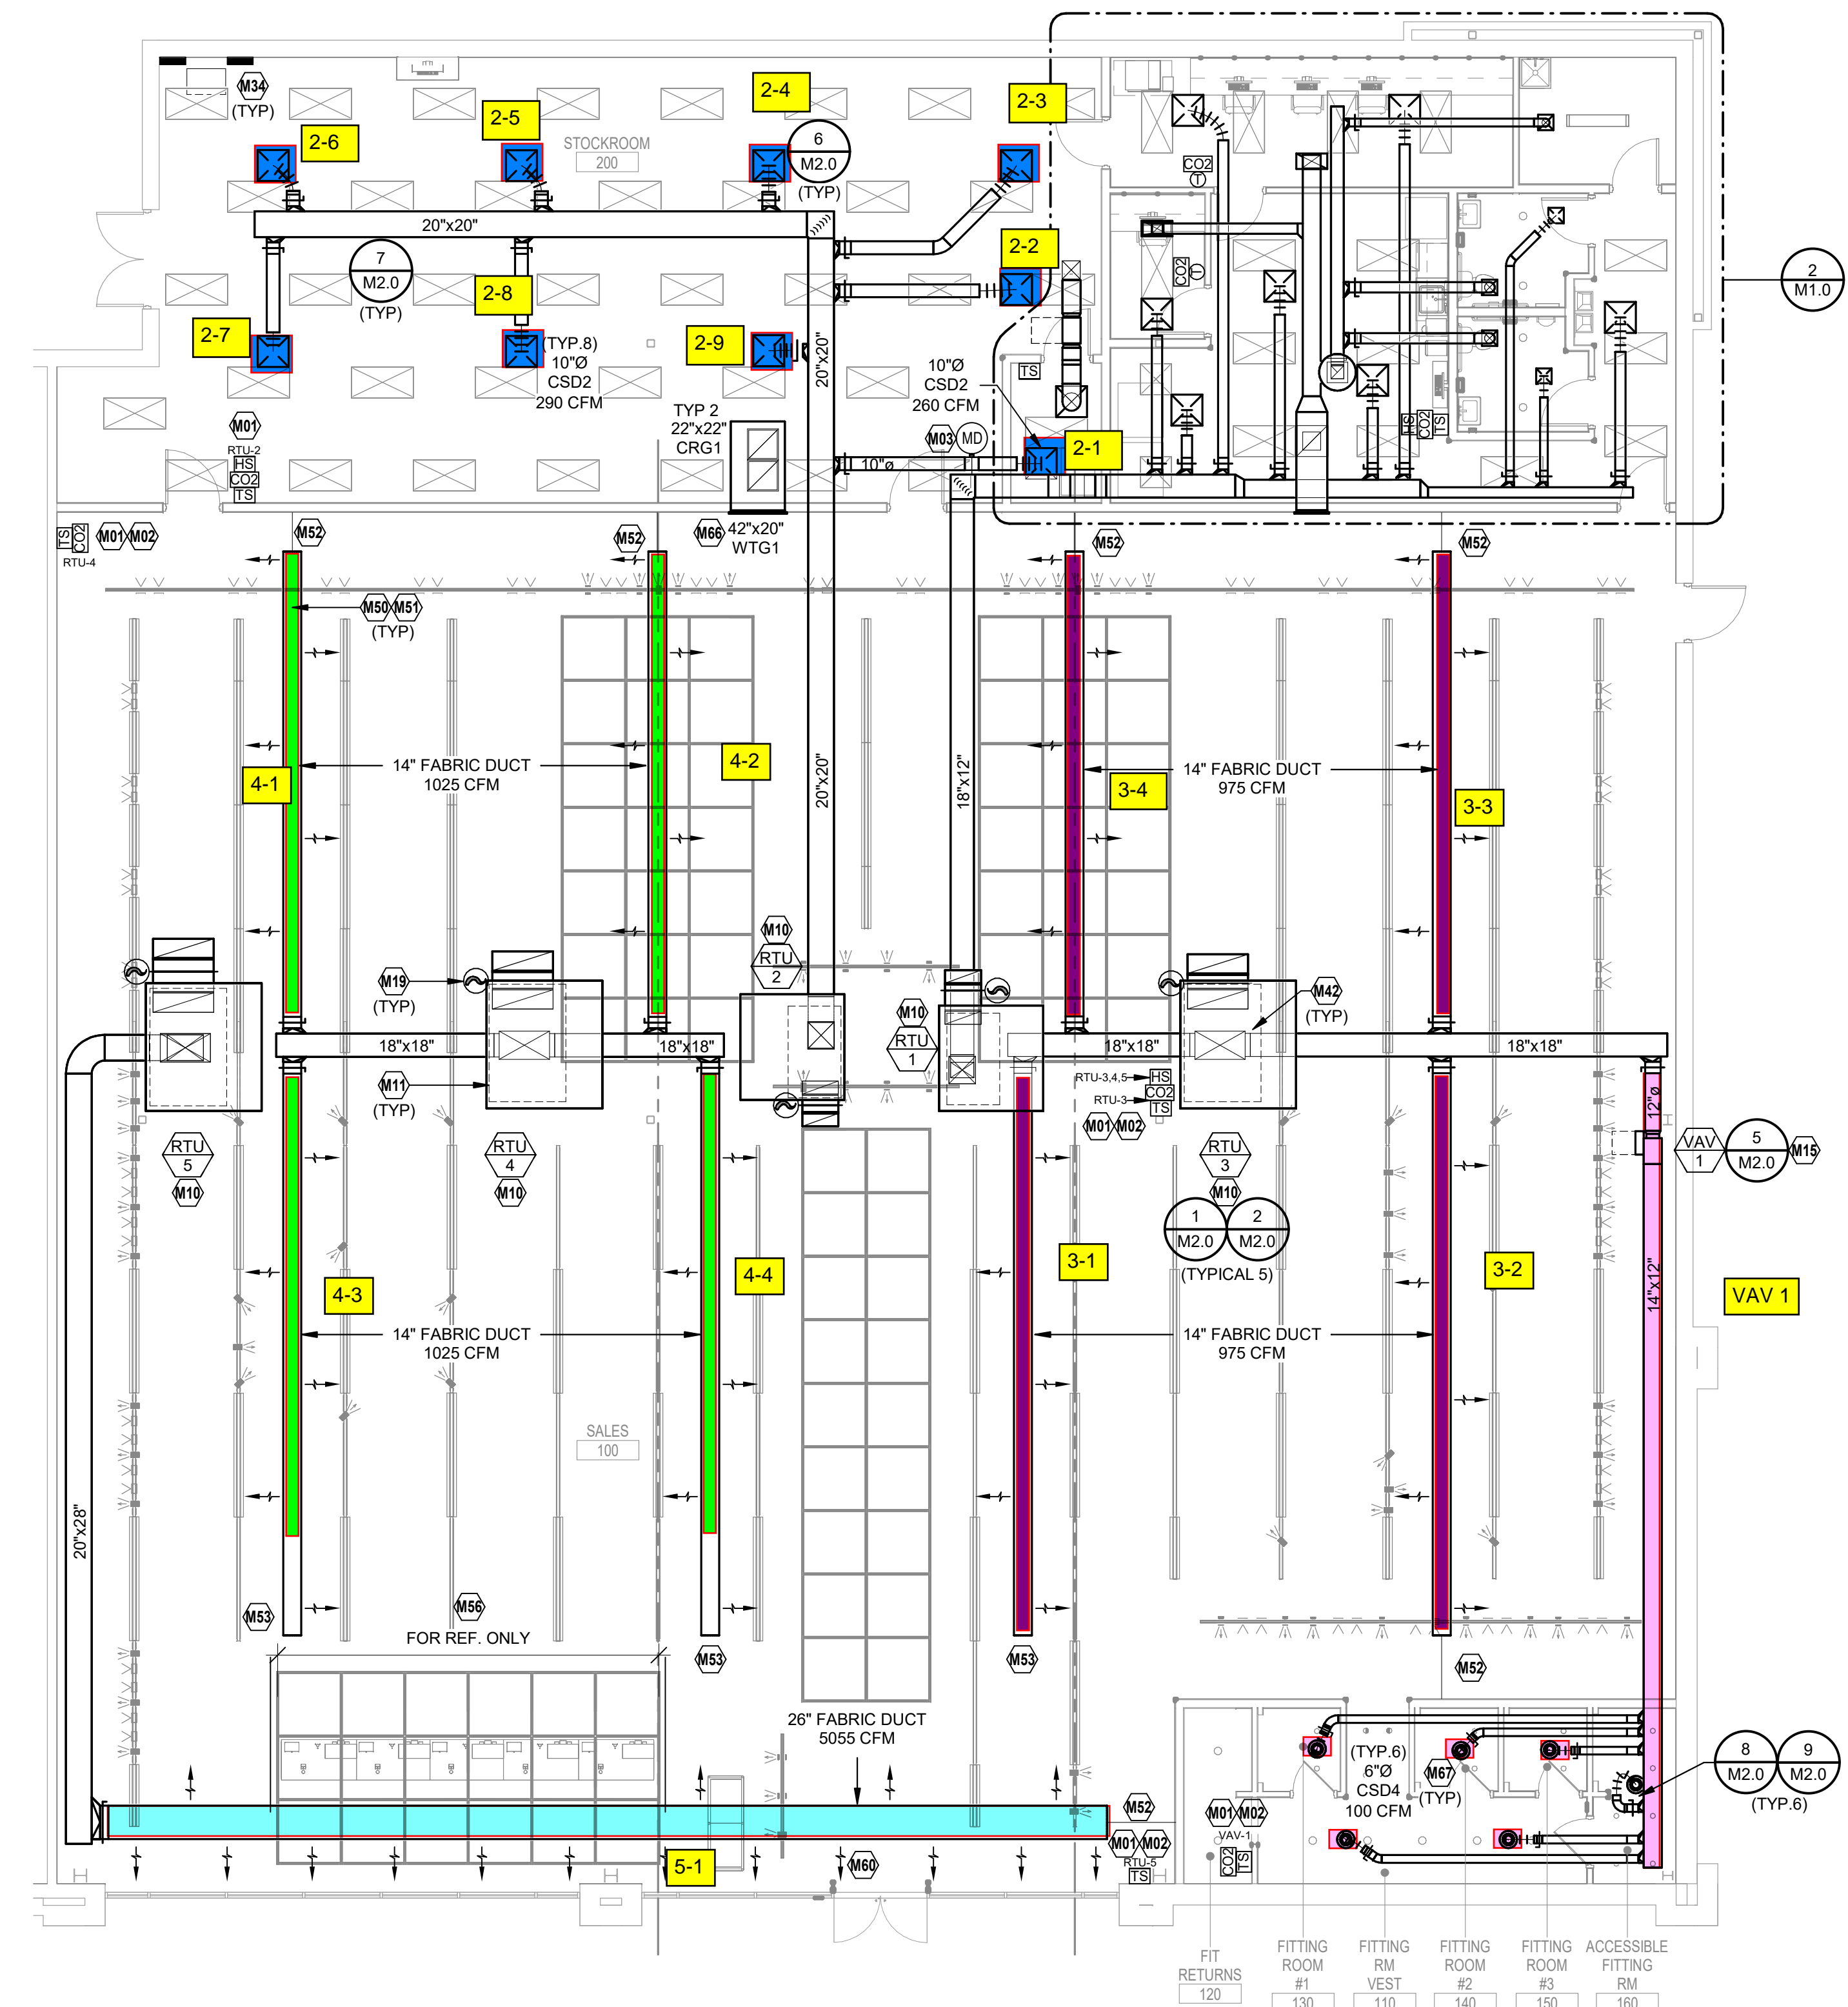 M34
(TYP)
2-6
2-5
2-4
2-3
STOCKROOM
200
6
M2.0
(TYP)
CO2
T
20"x20"
7
M2.0
(TYP)
2-2
CO2
T
2
M1.0
2-7
2-8
2-9
(TYP.8)
10"Ø
CSD2
290 CFM
20"x20"
10"Ø
CSD2
260 CFM
TS
TYP 2
22"x22"
CRG1
M01
RTU-2
HS
CO2
TS
M03
MD
10"ø
2-1
HS
CO2
TS
TS
CO2
M01
M02
RTU-4
M52
M52
M66
42"x20"
WTG1
M52
M52
M50
M51
(TYP)
14" FABRIC DUCT
1025 CFM
4-1
4-2
20"x20"
18"x12"
14" FABRIC DUCT
975 CFM
3-4
3-3
M10
RTU
2
M19
(TYP)
M10
RTU
1
M42
(TYP)
18"x18"
18"x18"
18"x18"
18"x18"
M11
(TYP)
RTU-3,4,5
HS
CO2
RTU-3
TS
M01
M02
12"ø
RTU
5
M10
RTU
4
M10
RTU
3
M10
1
M2.0
2
M2.0
(TYPICAL 5)
VAV
1
5
M2.0
M15
4-3
4-4
3-1
3-2
14"x12"
VAV 1
14" FABRIC DUCT
1025 CFM
14" FABRIC DUCT
975 CFM
SALES
100
20"x28"
M53
M56
FOR REF. ONLY
M53
M53
M52
26" FABRIC DUCT
5055 CFM
(TYP.6)
6"Ø
CSD4
100 CFM
M67
(TYP)
8
M2.0
9
M2.0
(TYP.6)
M52
M01
M02
RTU-5
TS
M01
M02
VAV-1
CO2
TS
5-1
M60
FIT
RETURNS
120
FITTING
ROOM
#1
130
FITTING
RM
VEST
110
FITTING
ROOM
#2
140
FITTING
ROOM
#3
150
ACCESSIBLE
FITTING
RM
160